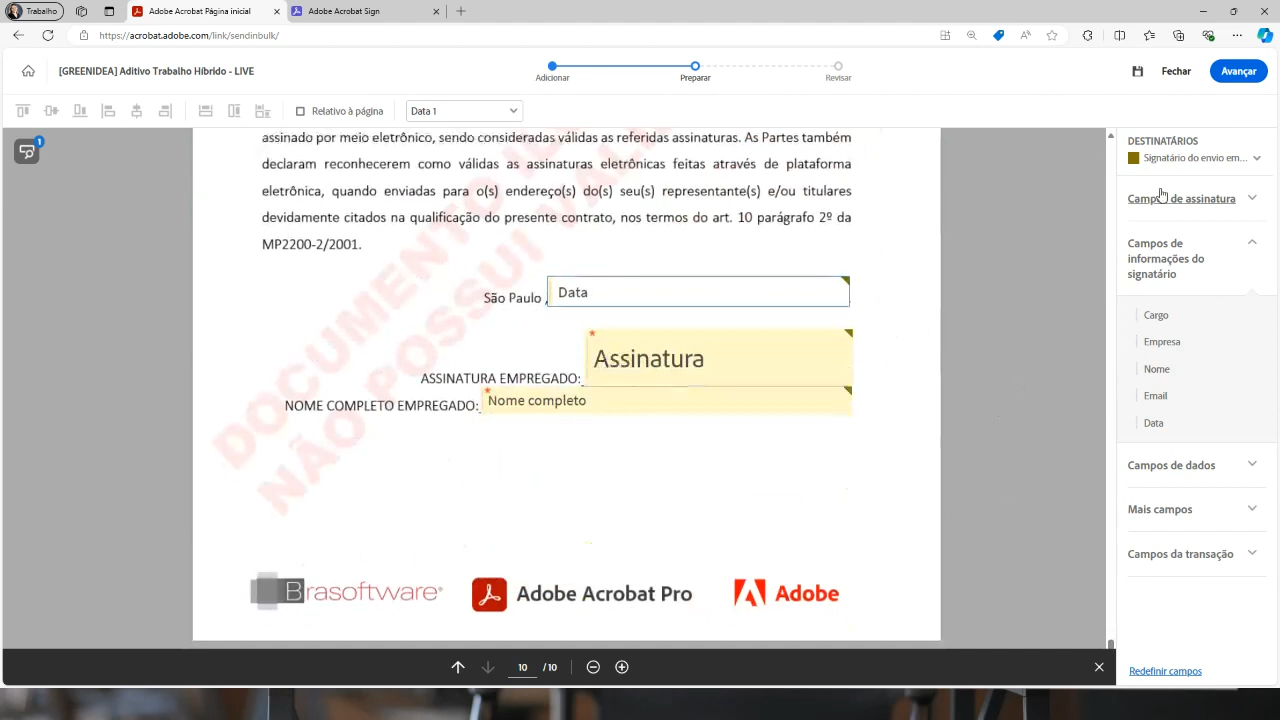 Trabalho
Adobe Acrobat Página inicial
Adobe Acrobat Sign
https://acrobat.adobe.com/link/sendinbulk/
[GREENIDEA] Aditivo Trabalho Híbrido - LIVE
Adicionar
Preparar
Revisar
Fechar
Avançar
Relativo à página
Data 1
1
assinado por meio eletrônico, sendo consideradas válidas as referidas assinaturas. As Partes também
declaram reconhecerem como válidas as assinaturas eletrônicas feitas através de plataforma
eletrônica, quando enviadas para o(s) endereço(s) do(s) seu(s) representante(s) e/ou titulares
devidamente citados na qualificação do presente contrato, nos termos do art. 10 parágrafo 2º da
MP2200-2/2001.
DOCUMENTO
NÃO POSSUI
São Paulo ,
Data
*
Assinatura
ASSINATURA EMPREGADO:
*
Nome completo
NOME COMPLETO EMPREGADO:
Brasoftware
Adobe Acrobat Pro
Adobe
10 /10
DESTINATÁRIOS
Signatário do envio em...
Campos de assinatura
Campos de
informações do
signatário
Cargo
Empresa
Nome
Email
Data
Campos de dados
Mais campos
Campos da transação
Redefinir campos